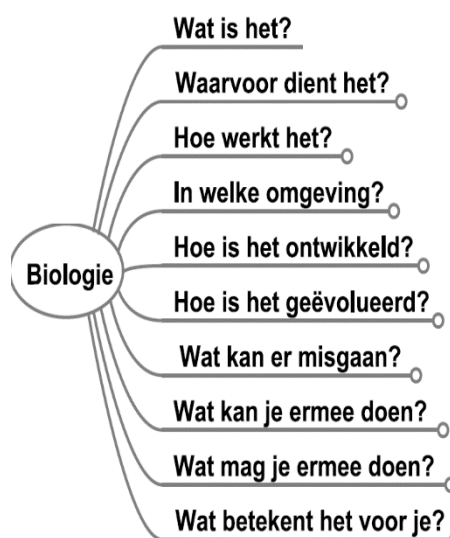 Wat is het?
Waarvoor dient het?
Hoe werkt het?
In welke omgeving?
Biologie
Hoe is het ontwikkeld?
Hoe is het geëvolueerd?
Wat kan er misgaan?
Wat kan je ermee doen?
Wat mag je ermee doen?
Wat betekent het voor je?